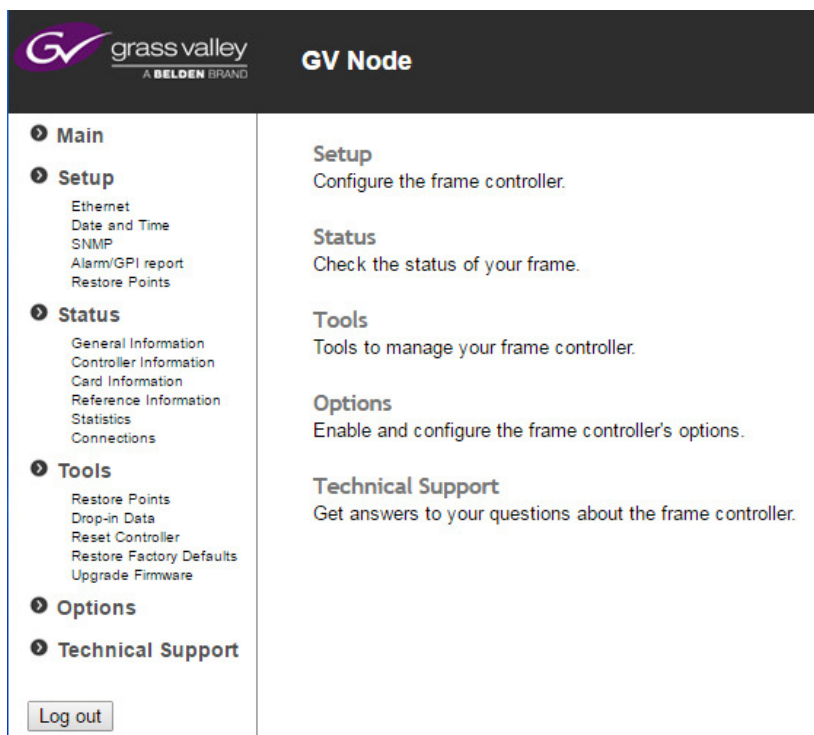 GV grass valley
A BELDEN BRAND
GV Node
Main
Setup
Ethernet
Date and Time
SNMP
Alarm/GPI report
Restore Points
Status
General Information
Controller Information
Card Information
Reference Information
Statistics
Connections
Tools
Restore Points
Drop-in Data
Reset Controller
Restore Factory Defaults
Upgrade Firmware
Options
Technical Support
Log out
Setup
Configure the frame controller.
Status
Check the status of your frame.
Tools
Tools to manage your frame controller.
Options
Enable and configure the frame controller's options.
Technical Support
Get answers to your questions about the frame controller.